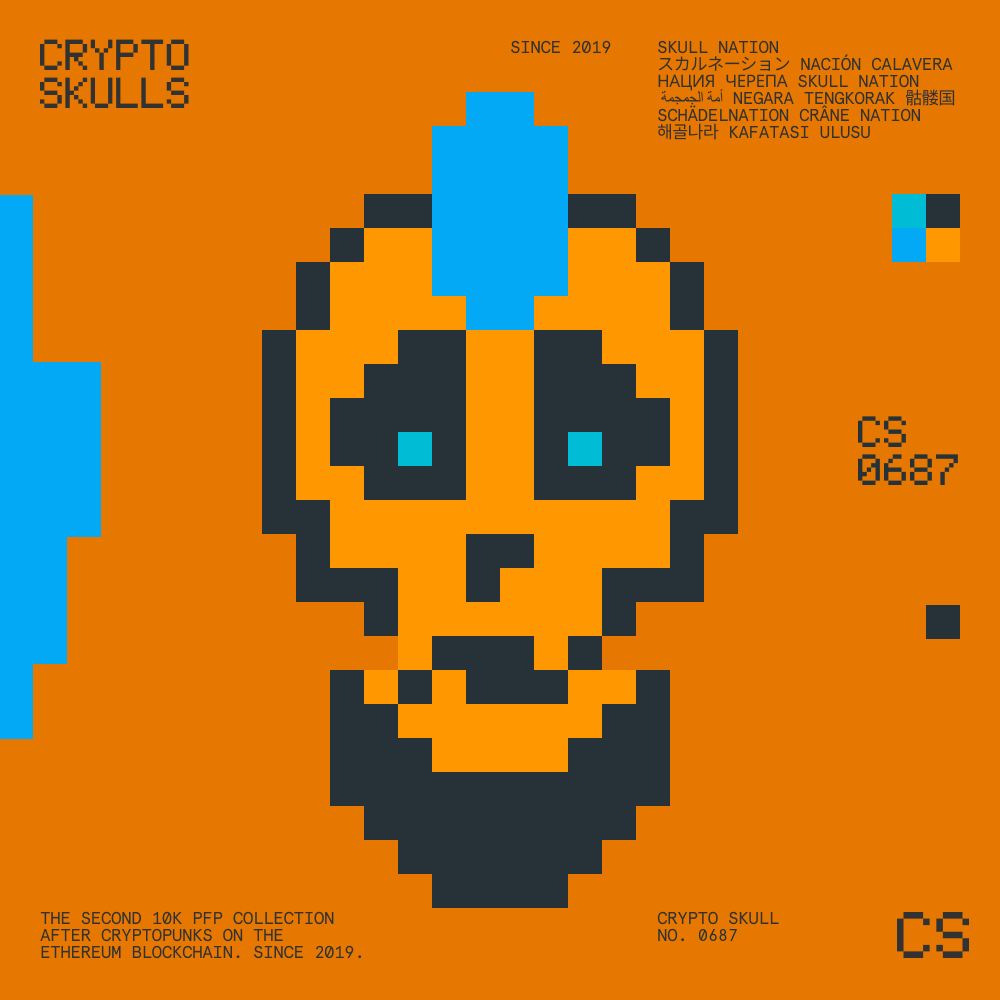 CRYPTO
SKULLS
SINCE 2019
SKULL NATION
スカルネーション NACIÓN CALAVERA
НАЦИЯ ЧЕРЕПА SKULL NATION
أمة الجمجمة NEGARA TENGKORAK 骷髅国
SCHÄDELNATION CRÂNE NATION
해골나라 KAFATASI ULUSU
CS
0687
THE SECOND 10K PFP COLLECTION
AFTER CRYPTOPUNKS ON THE
ETHEREUM BLOCKCHAIN. SINCE 2019.
CRYPTO SKULL
NO. 0687
CS